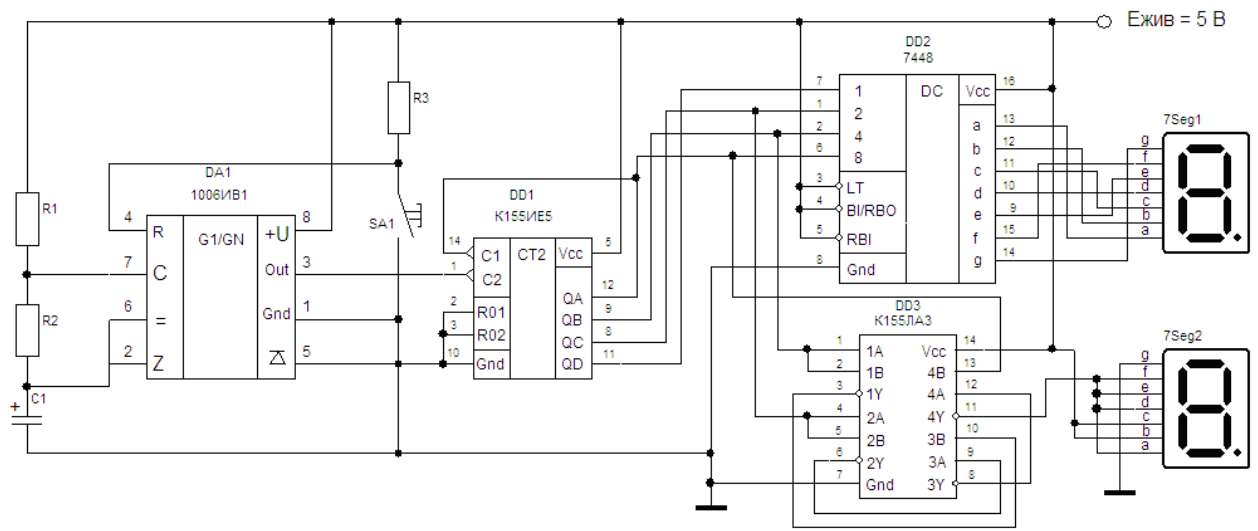 Eжив = 5 В
R1
R2
C1
+
R3
SA1
DA1
1006ИВ1
4 R G1/GN +U 8
7 C Out 3
6 = Gnd 1
2 Z 5
DD1
К155ИЕ5
14 C1 CT2 Vcc 5
1 C2
QA 12
2 R01 QB 9
3 R02 QC 8
10 Gnd QD 11
DD2
7448
7 1 DC Vcc 16
1 2
2 4 a 13
6 8 b 12
c 11
3 LT d 10
4 BI/RBO e 9
5 RBI f 15
8 Gnd g 14
DD3
К155ЛА3
1 1A Vcc 14
2 1B 4B 13
3 1Y 4A 12
4 2A 4Y 11
5 2B 3B 10
6 2Y 3A 9
7 Gnd 3Y 8
7Seg1
g
f
e
d
c
b
a
7Seg2
g
f
e
d
c
b
a